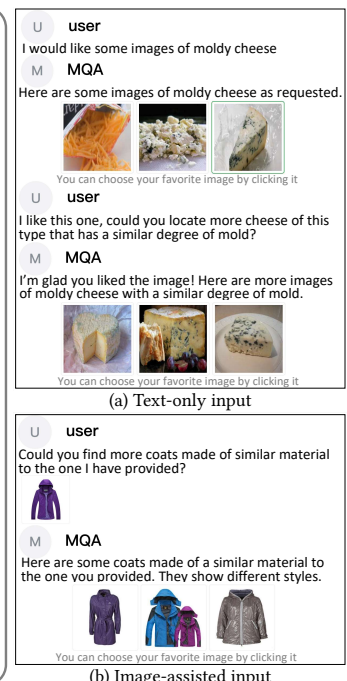 U user
I would like some images of moldy cheese
M MQA
Here are some images of moldy cheese as requested.
You can choose your favorite image by clicking it
U user
I like this one, could you locate more cheese of this
type that has a similar degree of mold?
M MQA
I'm glad you liked the image! Here are more images
of moldy cheese with a similar degree of mold.
You can choose your favorite image by clicking it
(a) Text-only input
U user
Could you find more coats made of similar material
to the one I have provided?
M MQA
Here are some coats made of a similar material to
the one you provided. They show different styles.
You can choose your favorite image by clicking it
(b) Image-assisted input